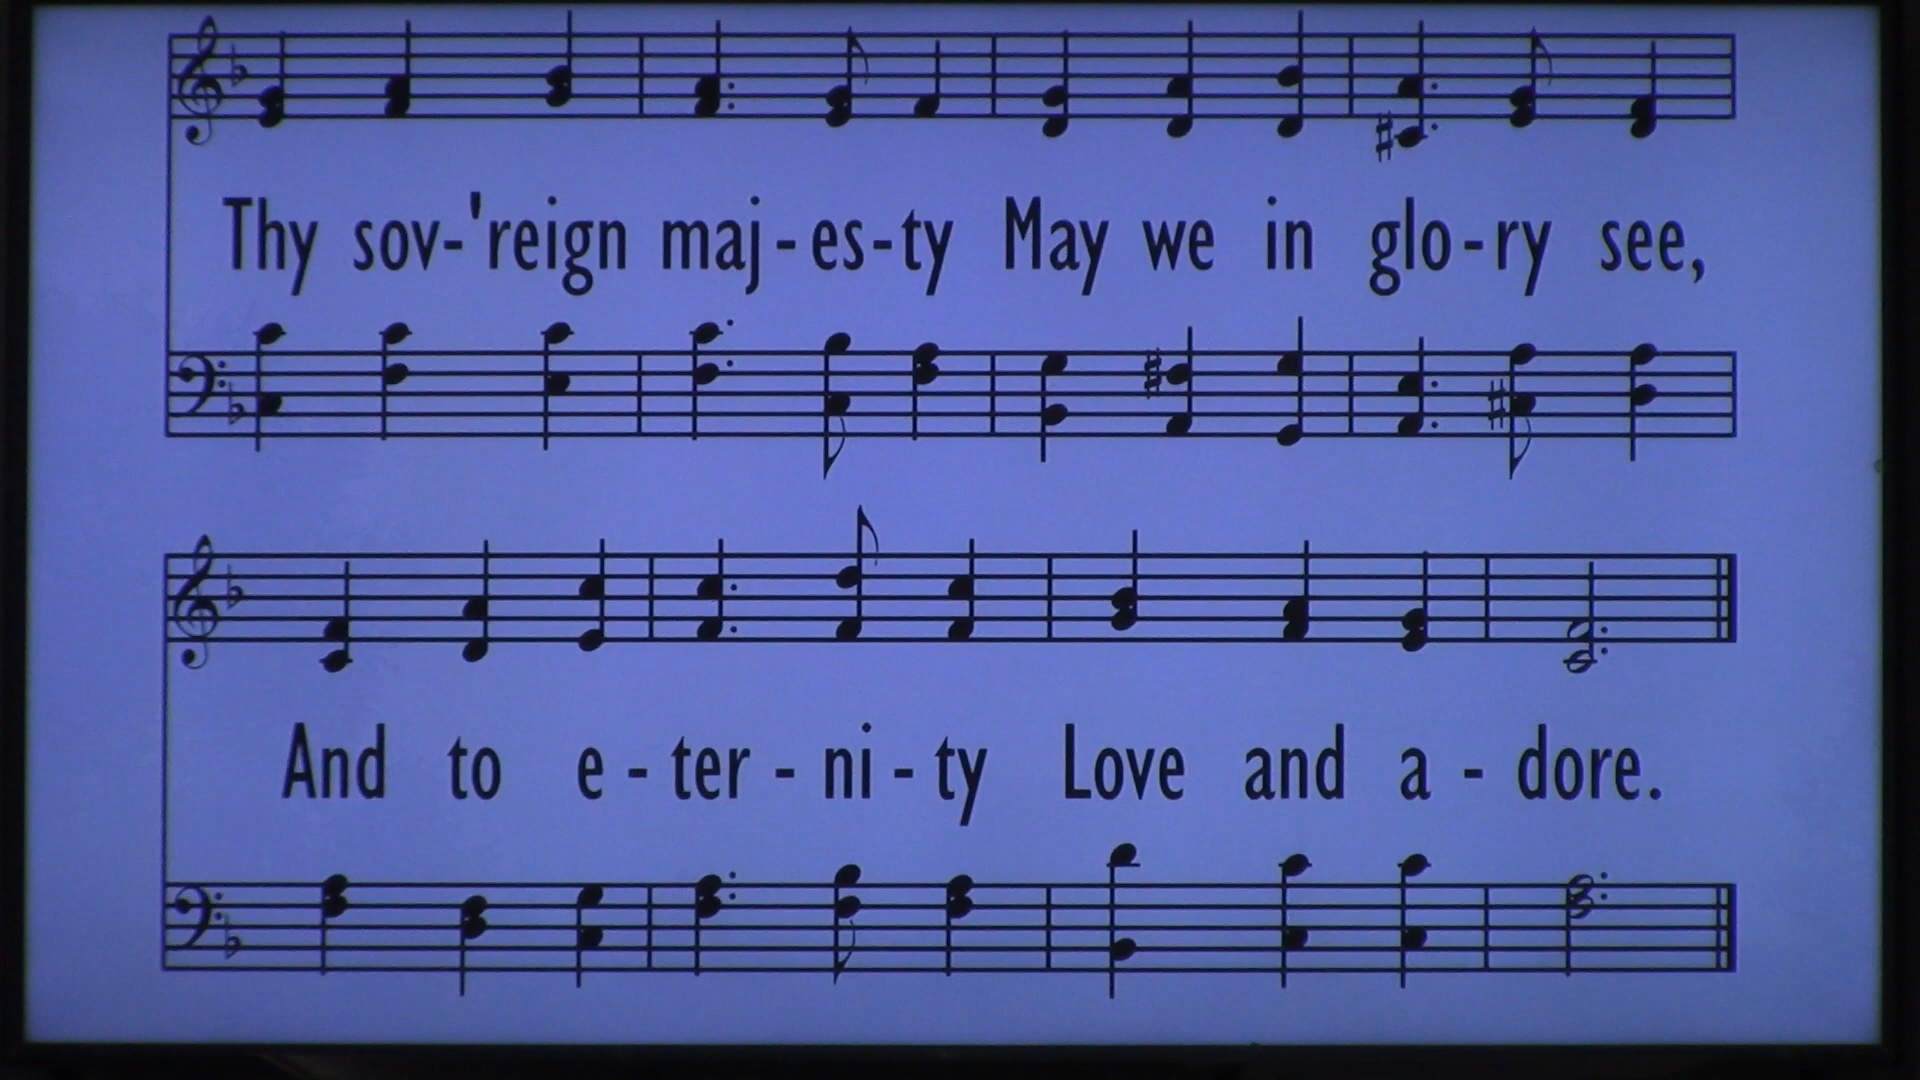 Thy sov-'reign maj-es-ty May we in glo-ry see,
And to e-ter-ni-ty Love and a-dore.